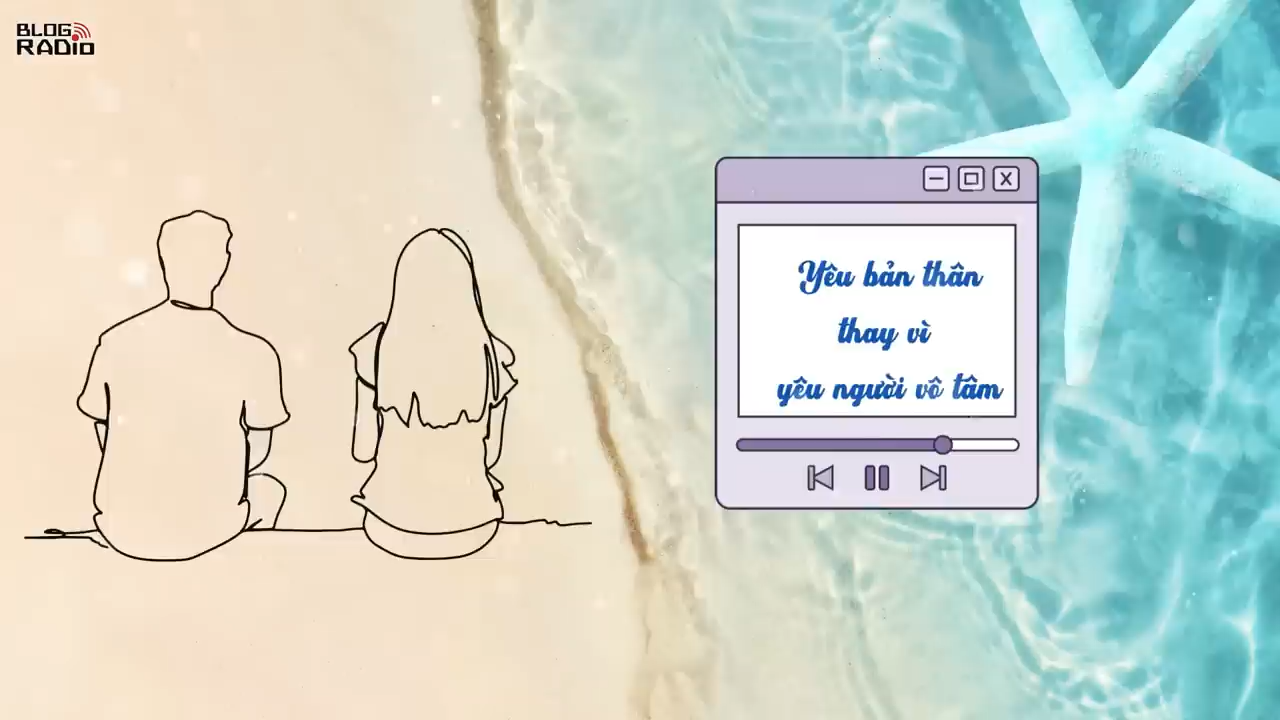 BLOG
RADIO
Yêu bản thân
thay vì
yêu người vô tâm